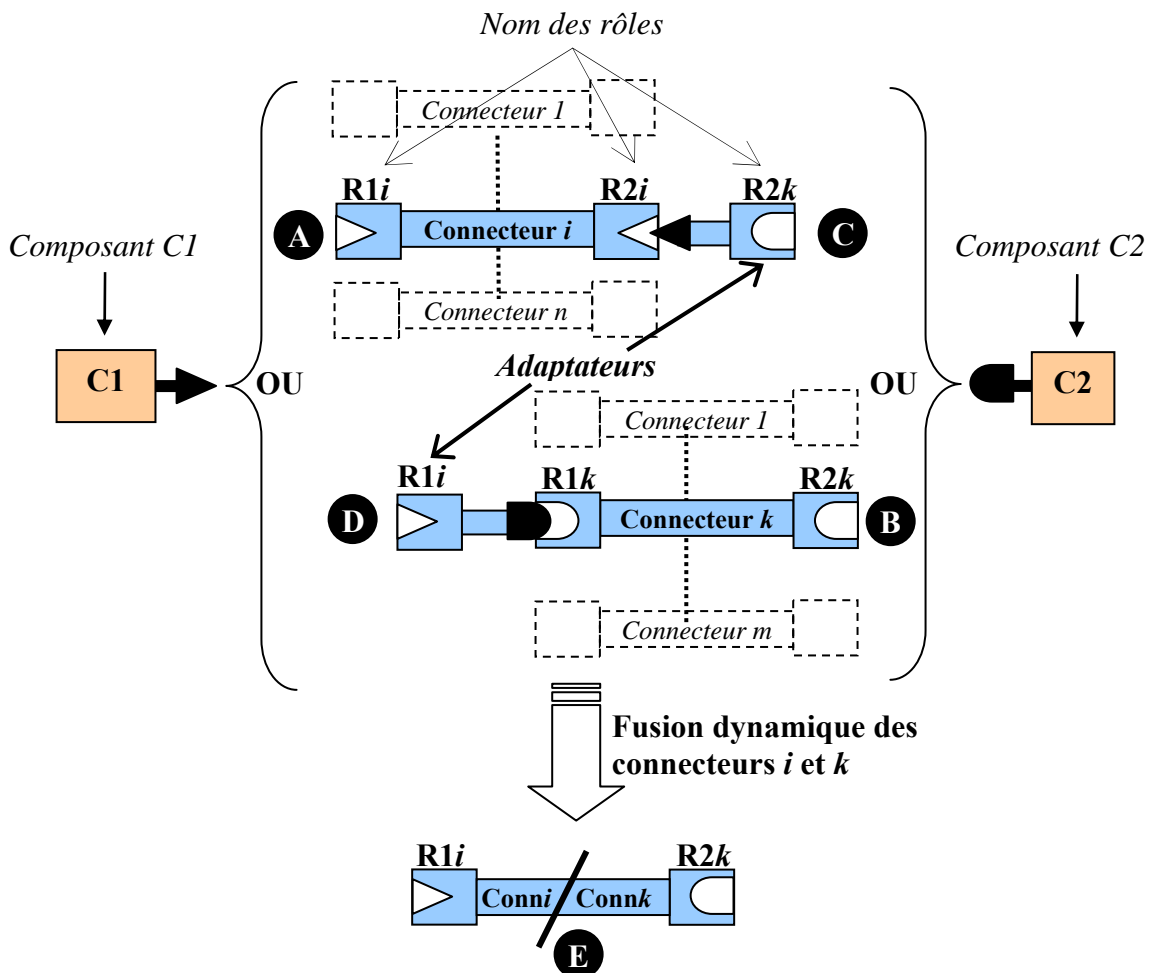 Nom des rôles
Connecteur 1
R1i R2i R2k
A Connecteur i C
Composant C1 Composant C2
Connecteur n
Adaptateurs
C1 OU OU C2
Connecteur 1
R1i R1k R2k
D Connecteur k B
Connecteur m
Fusion dynamique des
connecteurs i et k
R1i R2k
Conni Connk
E